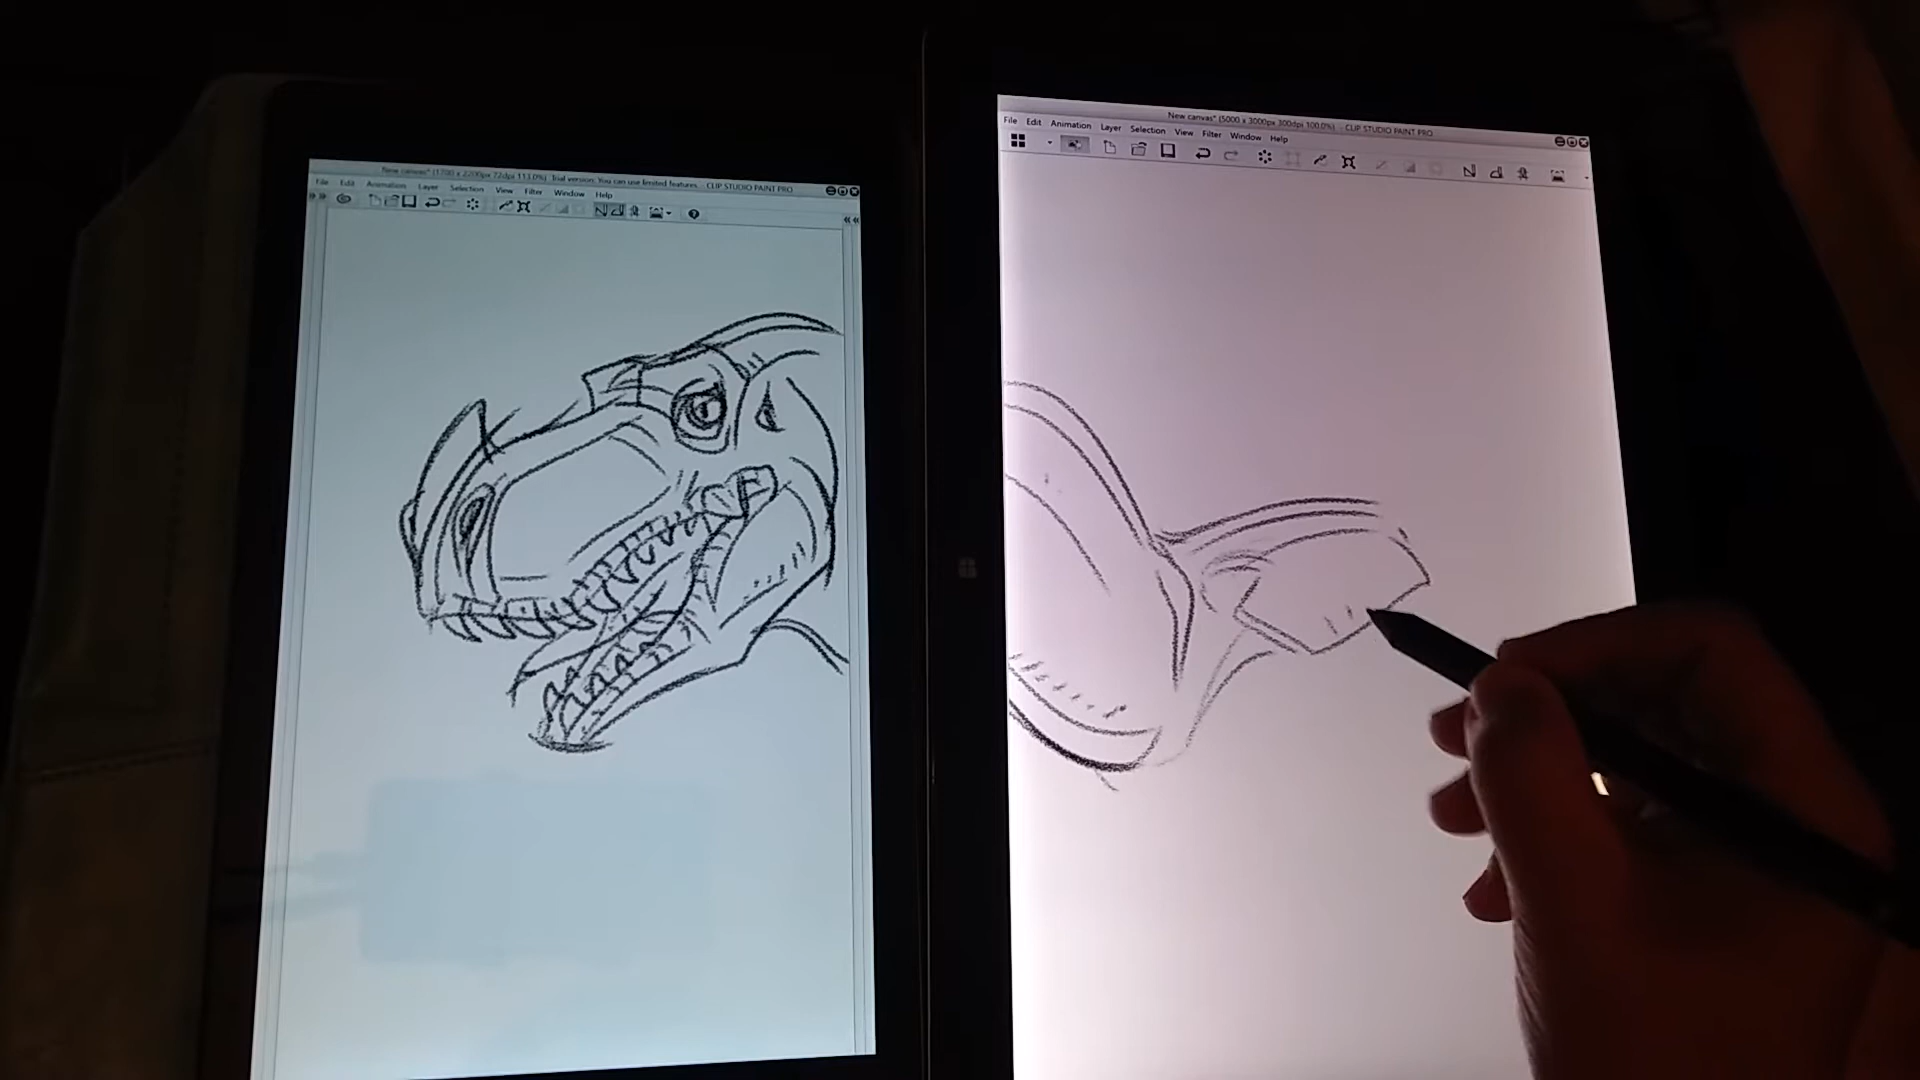 New canvas* (1700 x 2200px 72dpi 113.0%) Trial version: You can use limited features. - CLIP STUDIO PAINT PRO
File Edit Animation Layer Selection View Filter Window Help
New canvas* (5000 x 3000px 300dpi 100.0%) - CLIP STUDIO PAINT PRO
File Edit Animation Layer Selection View Filter Window Help